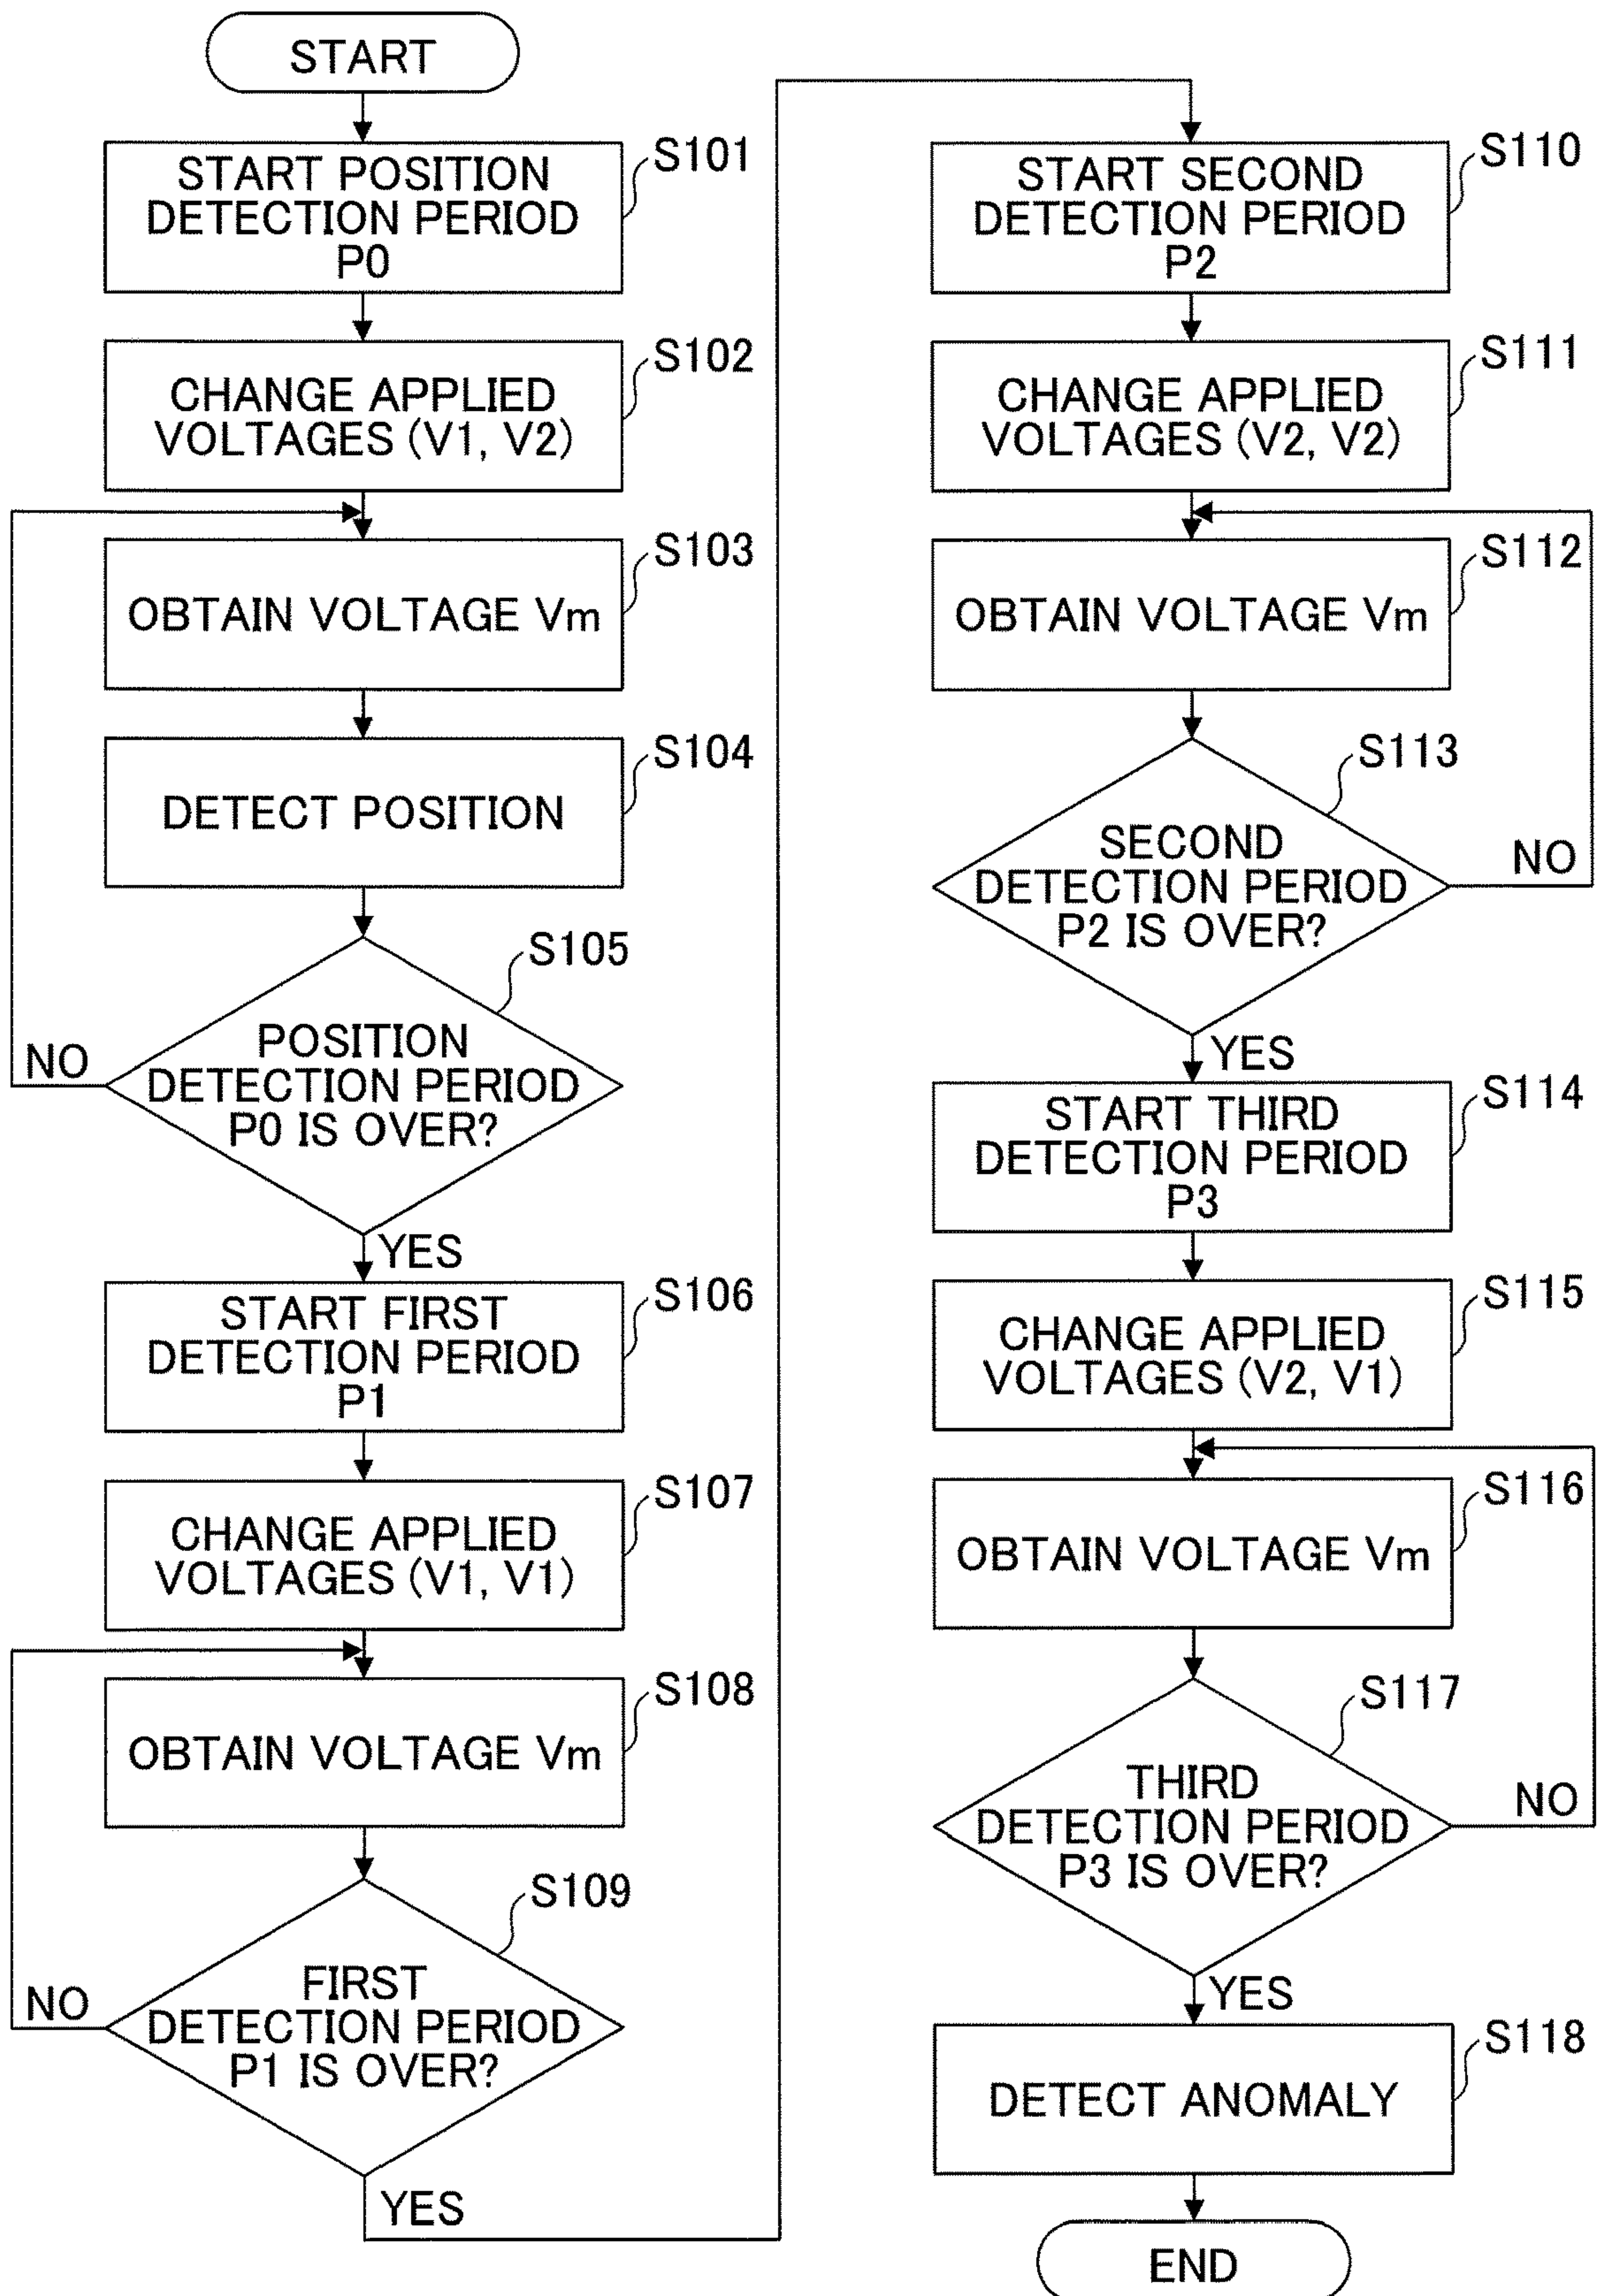 START
START POSITION
DETECTION PERIOD
P0
S101
CHANGE APPLIED
VOLTAGES (V1, V2)
S102
OBTAIN VOLTAGE Vm
S103
DETECT POSITION
S104
POSITION
DETECTION PERIOD
P0 IS OVER?
S105
NO
YES
START FIRST
DETECTION PERIOD
P1
S106
CHANGE APPLIED
VOLTAGES (V1, V1)
S107
OBTAIN VOLTAGE Vm
S108
FIRST
DETECTION PERIOD
P1 IS OVER?
S109
NO
YES
START SECOND
DETECTION PERIOD
P2
S110
CHANGE APPLIED
VOLTAGES (V2, V2)
S111
OBTAIN VOLTAGE Vm
S112
SECOND
DETECTION PERIOD
P2 IS OVER?
S113
NO
YES
START THIRD
DETECTION PERIOD
P3
S114
CHANGE APPLIED
VOLTAGES (V2, V1)
S115
OBTAIN VOLTAGE Vm
S116
THIRD
DETECTION PERIOD
P3 IS OVER?
S117
NO
YES
DETECT ANOMALY
S118
END